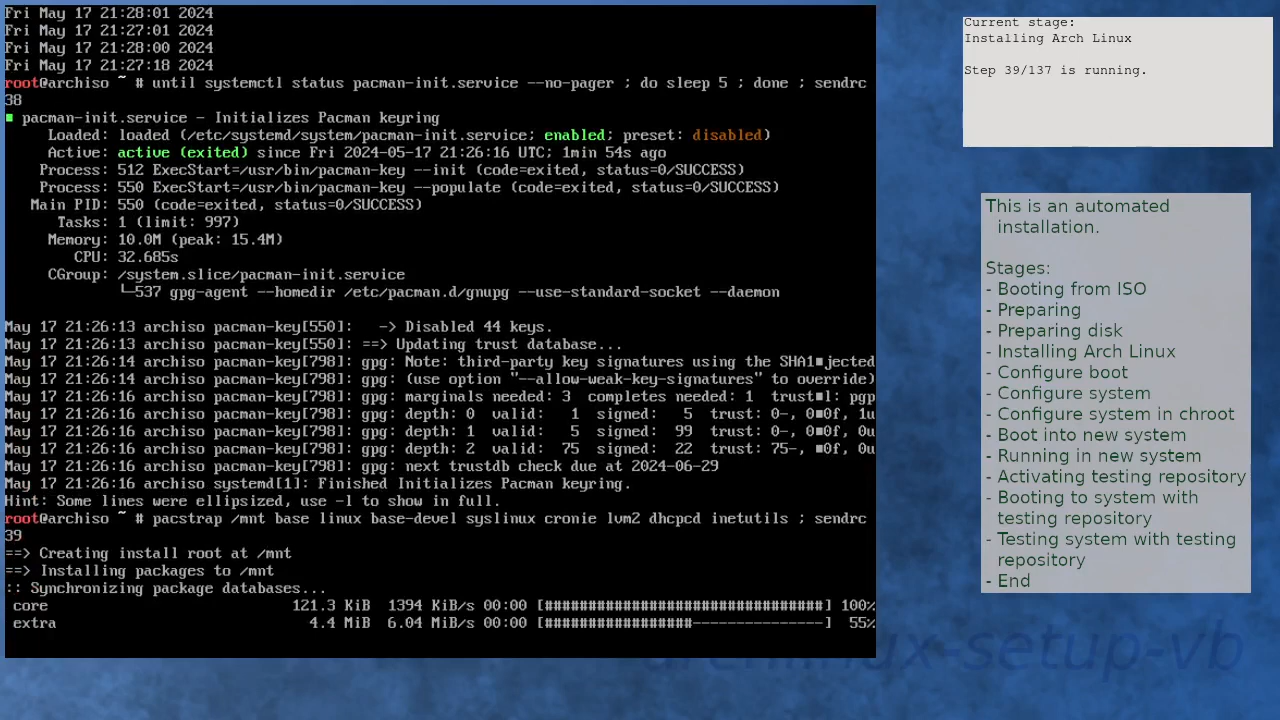 Fri May 17 21:28:01 2024
Fri May 17 21:27:01 2024
Fri May 17 21:28:00 2024
Fri May 17 21:27:18 2024
root@archiso ~ # until systemctl status pacman-init.service --no-pager ; do sleep 5 ; done ; sendrc
38
■ pacman-init.service - Initializes Pacman keyring
Loaded: loaded (/etc/systemd/system/pacman-init.service; enabled; preset: disabled)
Active: active (exited) since Fri 2024-05-17 21:26:16 UTC; 1min 54s ago
Process: 512 ExecStart=/usr/bin/pacman-key --init (code=exited, status=0/SUCCESS)
Process: 550 ExecStart=/usr/bin/pacman-key --populate (code=exited, status=0/SUCCESS)
Main PID: 550 (code=exited, status=0/SUCCESS)
Tasks: 1 (limit: 997)
Memory: 10.0M (peak: 15.4M)
CPU: 32.685s
CGroup: /system.slice/pacman-init.service
└─537 gpg-agent --homedir /etc/pacman.d/gnupg --use-standard-socket --daemon
May 17 21:26:13 archiso pacman-key[550]:   -> Disabled 44 keys.
May 17 21:26:13 archiso pacman-key[550]: ==> Updating trust database...
May 17 21:26:14 archiso pacman-key[798]: gpg: Note: third-party key signatures using the SHA1■jected
May 17 21:26:14 archiso pacman-key[798]: gpg: (use option "--allow-weak-key-signatures" to override)
May 17 21:26:16 archiso pacman-key[798]: gpg: marginals needed: 3  completes needed: 1  trust■l: pgp
May 17 21:26:16 archiso pacman-key[798]: gpg: depth: 0  valid:   1  signed:   5  trust: 0-, 0■0f, 1u
May 17 21:26:16 archiso pacman-key[798]: gpg: depth: 1  valid:   5  signed:  99  trust: 0-, 0■0f, 0u
May 17 21:26:16 archiso pacman-key[798]: gpg: depth: 2  valid:  75  signed:  22  trust: 75-, ■0f, 0u
May 17 21:26:16 archiso pacman-key[798]: gpg: next trustdb check due at 2024-06-29
May 17 21:26:16 archiso systemd[1]: Finished Initializes Pacman keyring.
Hint: Some lines were ellipsized, use -l to show in full.
root@archiso ~ # pacstrap /mnt base linux base-devel syslinux cronie lvm2 dhcpcd inetutils ; sendrc
39
==> Creating install root at /mnt
==> Installing packages to /mnt
:: Synchronizing package databases...
core 121.3 KiB 1394 KiB/s 00:00 [################################] 100%
extra 4.4 MiB 6.04 MiB/s 00:00 [#################---------------] 55%
Current stage:
Installing Arch Linux
Step 39/137 is running.
This is an automated
installation.
Stages:
- Booting from ISO
- Preparing
- Preparing disk
- Installing Arch Linux
- Configure boot
- Configure system
- Configure system in chroot
- Boot into new system
- Running in new system
- Activating testing repository
- Booting to system with
testing repository
- Testing system with testing
repository
- End
archlinux-setup-vb